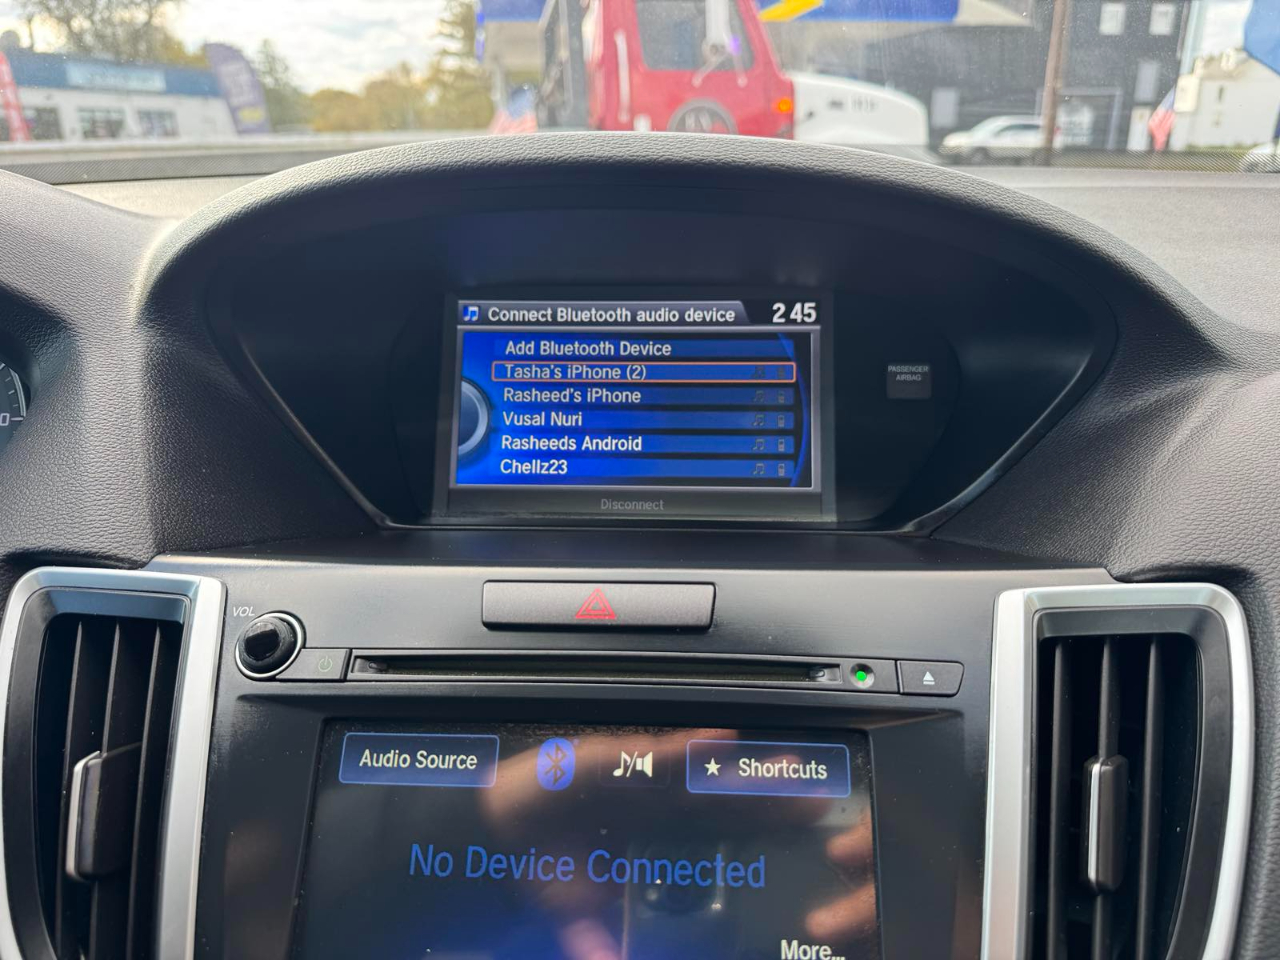 Connect Bluetooth audio device
2 45
Add Bluetooth Device
Tasha's iPhone (2)
Rasheed's iPhone
Vusal Nuri
Rasheeds Android
Chellz23
Disconnect
PASSENGER
AIRBAG
VOL
Audio Source
Shortcuts
No Device Connected
More...